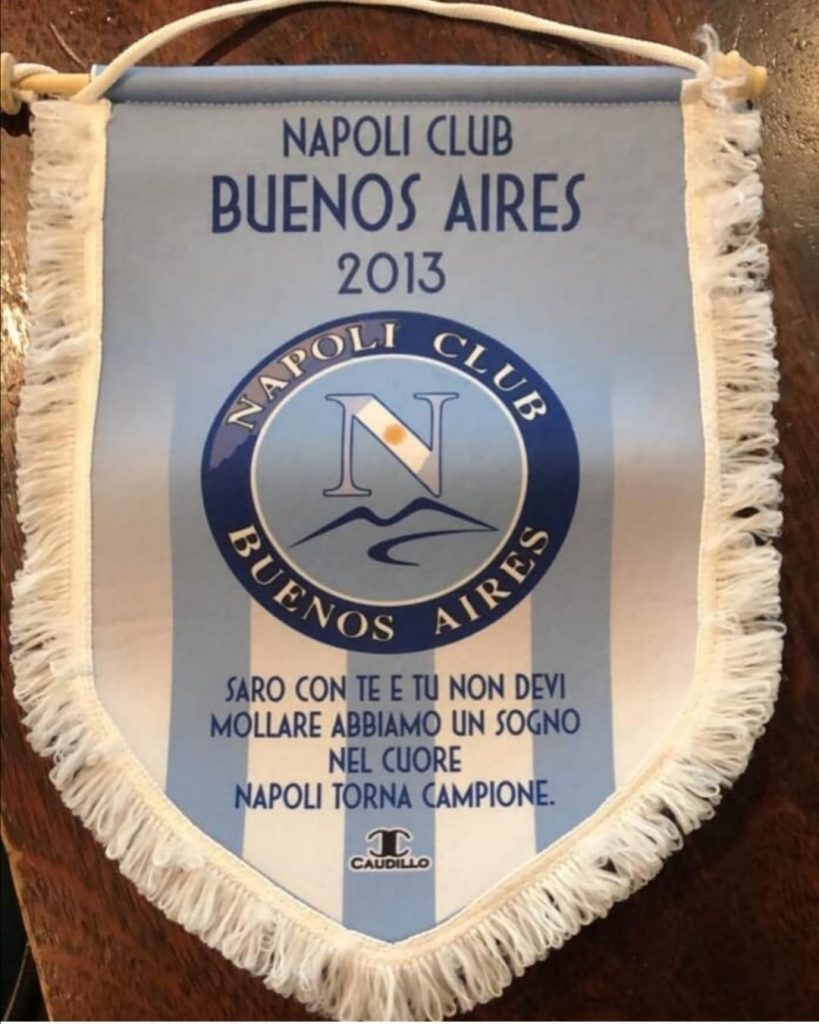 NAPOLI CLUB
BUENOS AIRES
2013
NAPOLI CLUB
N
BUENOS AIRES
SARO CON TE E TU NON DEVI
MOLLARE ABBIAMO UN SOGNO
NEL CUORE
NAPOLI TORNA CAMPIONE.
CAUDILLO